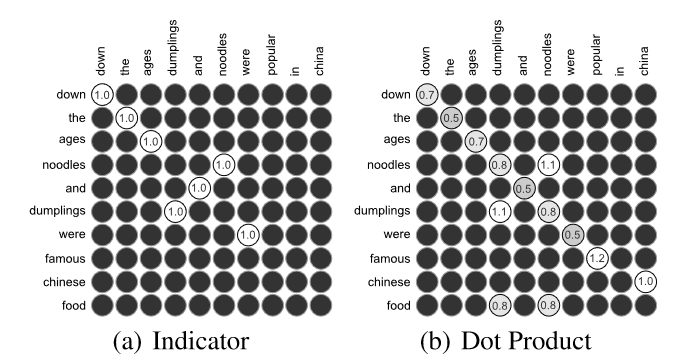 down the ages dumplings and noodles were popular in china
down the ages dumplings and noodles were popular in china
down 1.0
down 0.7
the 1.0
the 0.5
ages 1.0
ages 0.7
noodles 1.0
noodles 0.8 1.1
and 1.0
and 0.5
dumplings 1.0
dumplings 1.1 0.8
were 1.0
were 0.5
famous
famous 1.2
chinese
chinese 1.0
food
food 0.8 0.8
(a) Indicator
(b) Dot Product